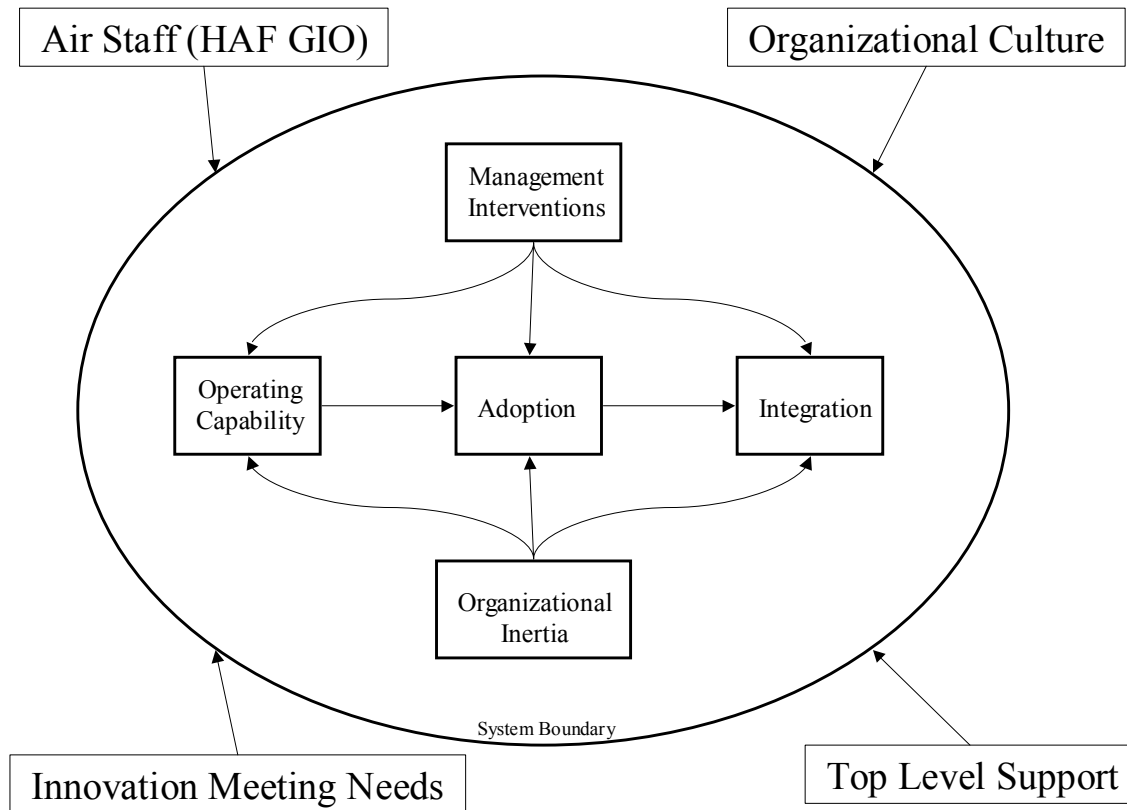 Air Staff (HAF GIO)
Organizational Culture
Management
Interventions
Operating
Capability
Adoption
Integration
Organizational
Inertia
System Boundary
Innovation Meeting Needs
Top Level Support